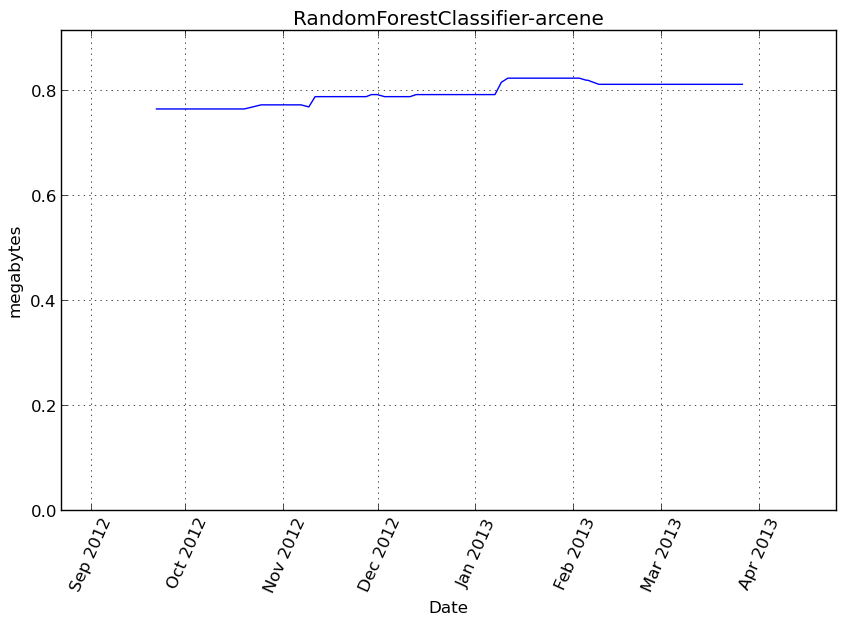 RandomForestClassifier-arcene
megabytes
0.8
0.6
0.4
0.2
0.0
Sep 2012
Oct 2012
Nov 2012
Dec 2012
Jan 2013
Feb 2013
Mar 2013
Apr 2013
Date